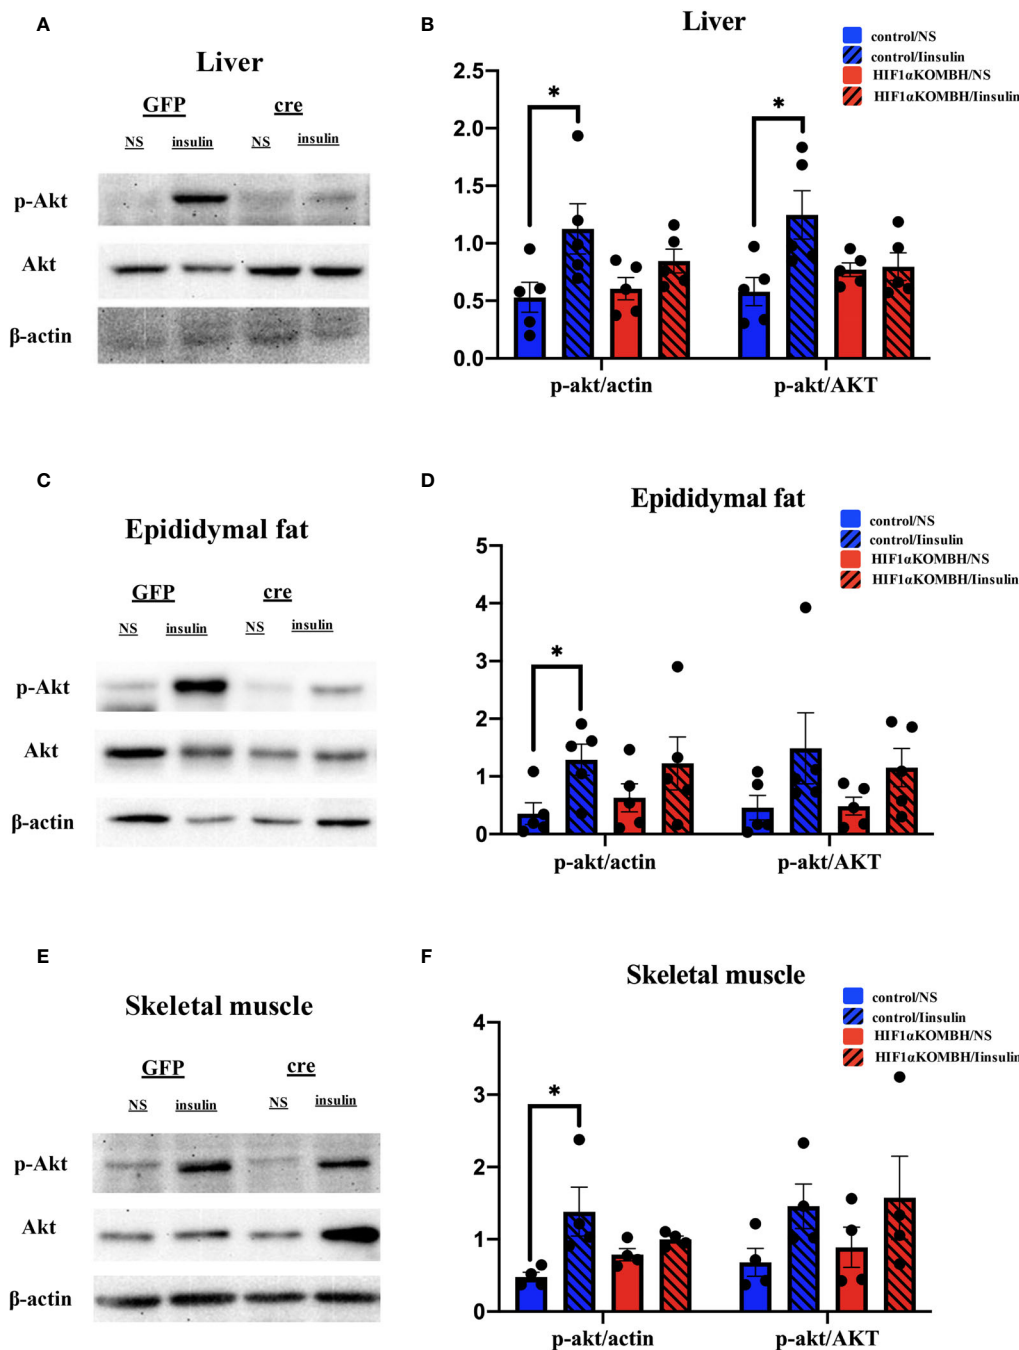 A
Liver
GFP cre
NS insulin NS insulin
p-Akt
Akt
β-actin
B
Liver
control/NS
control/Iinsulin
HIF1αKOMBH/NS
HIF1αKOMBH/Iinsulin
2.5
2.0
1.5
1.0
0.5
0.0
* *
p-akt/actin p-akt/AKT
C
Epididymal fat
GFP cre
NS insulin NS insulin
p-Akt
Akt
β-actin
D
Epididymal fat
control/NS
control/Iinsulin
HIF1αKOMBH/NS
HIF1αKOMBH/Iinsulin
5
4
3
2
1
0
*
p-akt/actin p-akt/AKT
E
Skeletal muscle
GFP cre
NS insulin NS insulin
p-Akt
Akt
β-actin
F
Skeletal muscle
control/NS
control/Iinsulin
HIF1αKOMBH/NS
HIF1αKOMBH/Iinsulin
4
3
2
1
0
*
p-akt/actin p-akt/AKT